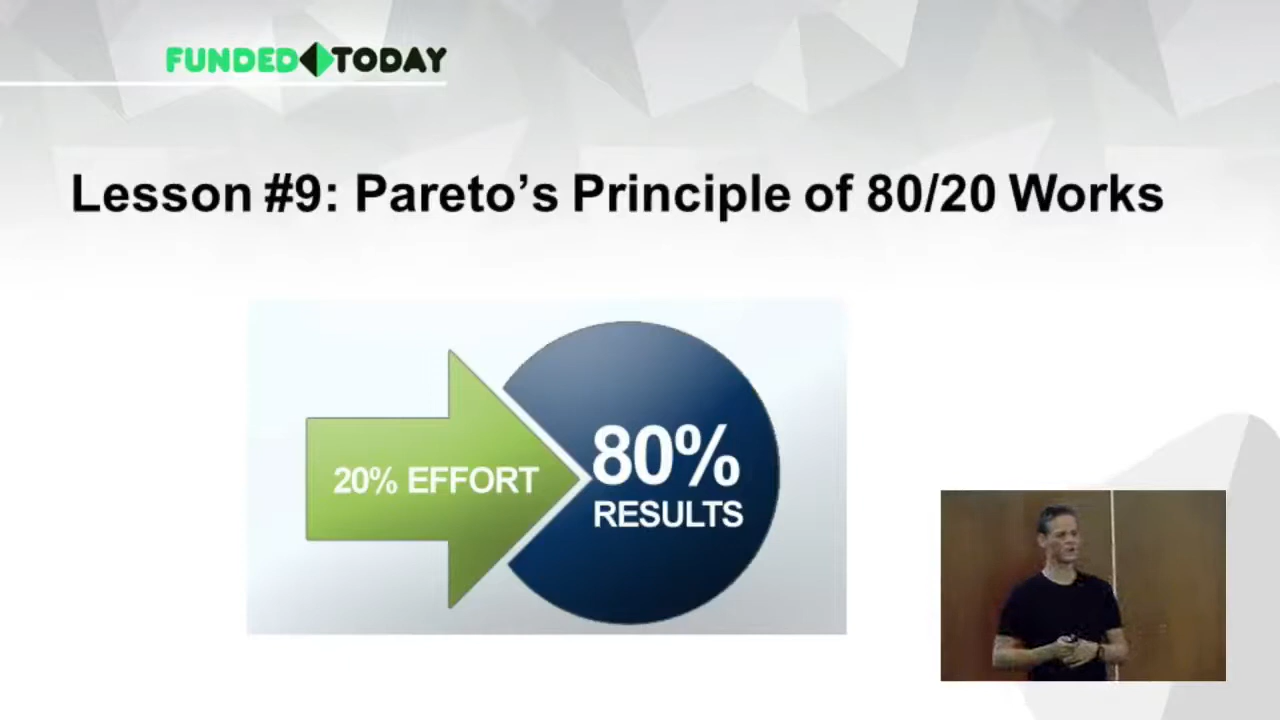 FUNDED TODAY
Lesson #9: Pareto’s Principle of 80/20 Works
20% EFFORT
80%
RESULTS